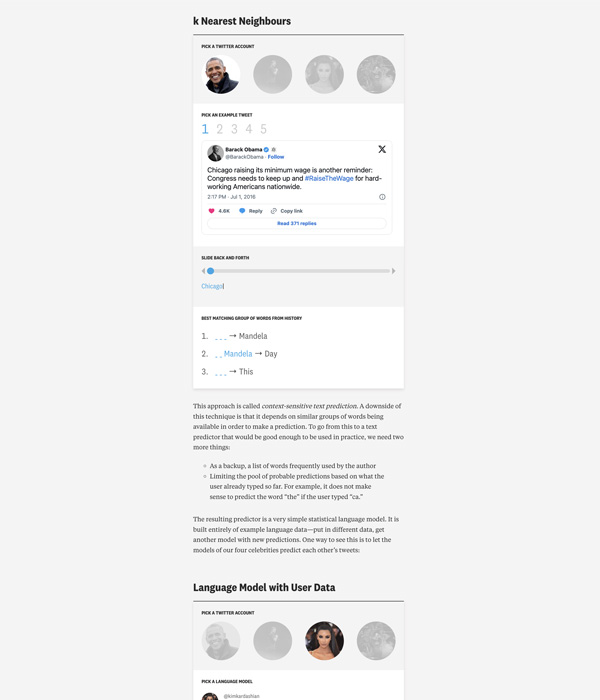 k Nearest Neighbours
PICK A TWITTER ACCOUNT
PICK AN EXAMPLE TWEET
1 2 3 4 5
Barack Obama
@BarackObama · Follow
Chicago raising its minimum wage is another reminder:
Congress needs to keep up and #RaiseTheWage for hard-
working Americans nationwide.
2:17 PM · Jul 1, 2016
4.6K Reply Copy link
Read 371 replies
SLIDE BACK AND FORTH
Chicago
BEST MATCHING GROUP OF WORDS FROM HISTORY
1. _ _ _ → Mandela
2. _ _ Mandela → Day
3. _ _ _ → This
This approach is called context-sensitive text prediction. A downside of
this technique is that it depends on similar groups of words being
available in order to make a prediction. To go from this to a text
predictor that would be good enough to be used in practice, we need two
more things:
As a backup, a list of words frequently used by the author
Limiting the pool of probable predictions based on what the
user already typed so far. For example, it does not make
sense to predict the word “the” if the user typed “ca.”
The resulting predictor is a very simple statistical language model. It is
built entirely of example language data—put in different data, get
another model with new predictions. One way to see this is to let the
models of our four celebrities predict each other’s tweets:
Language Model with User Data
PICK A TWITTER ACCOUNT
PICK A LANGUAGE MODEL
@kimkardashian